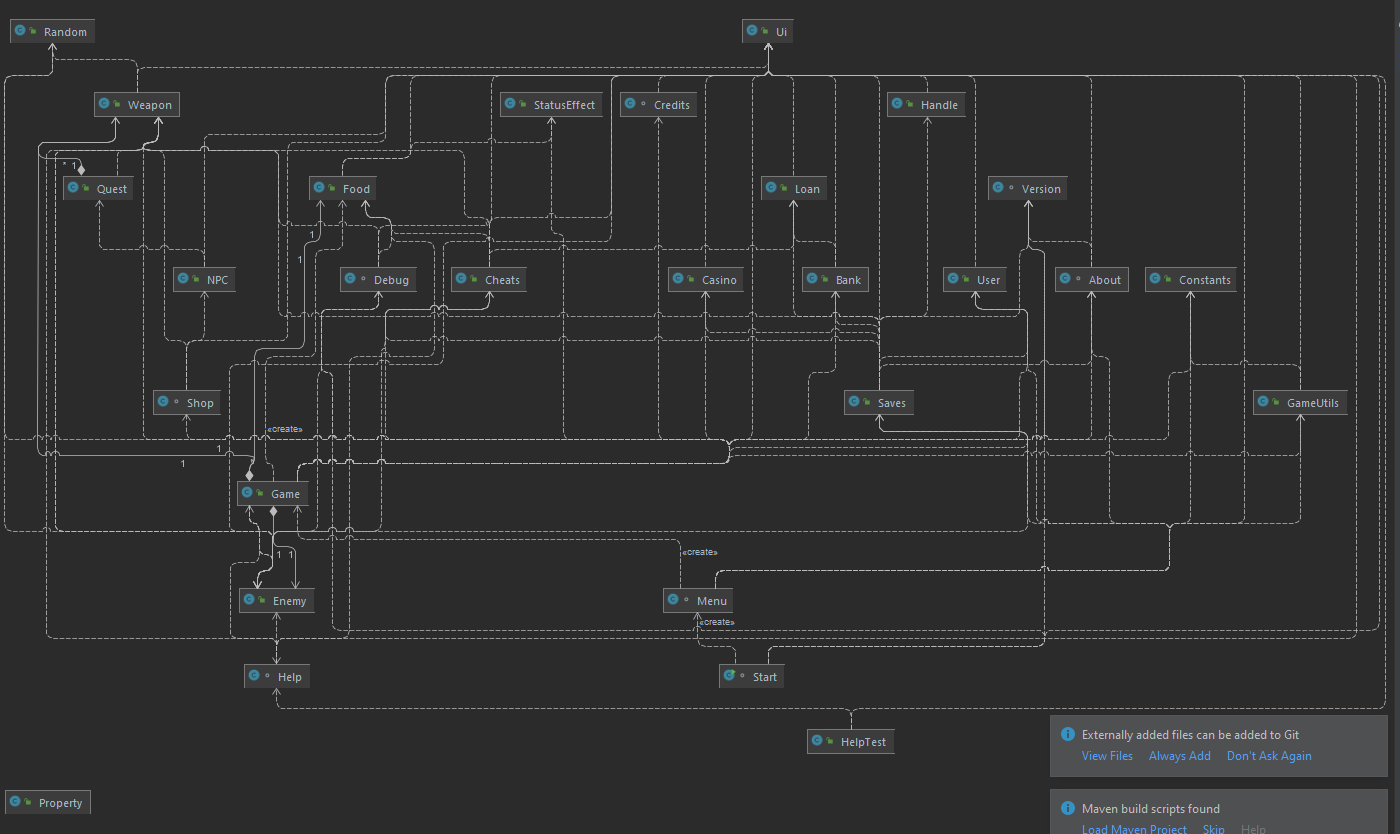 Random
Ui
Weapon
StatusEffect
Credits
Handle
* 1
Quest
Food
Loan
Version
1
1
NPC
Debug
Cheats
Casino
Bank
User
About
Constants
Shop
Saves
GameUtils
«create»
1
1
Game
1 1
«create»
Enemy
Menu
«create»
Help
Start
HelpTest
Externally added files can be added to Git
View Files Always Add Don't Ask Again
Property
Maven build scripts found
Load Maven Project Skip Help